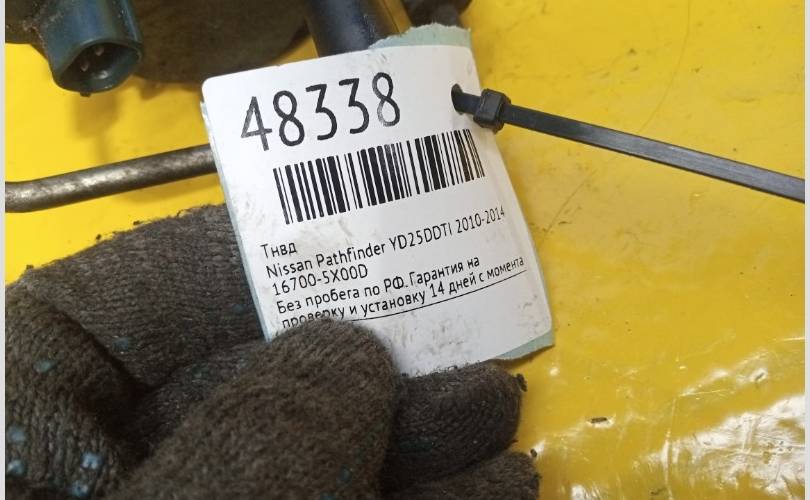 48338
Тнвд
Nissan Pathfinder YD25DDTI 2010-2014
16700-5X00D
Без пробега по РФ. Гарантия на
проверку и установку 14 дней с момента